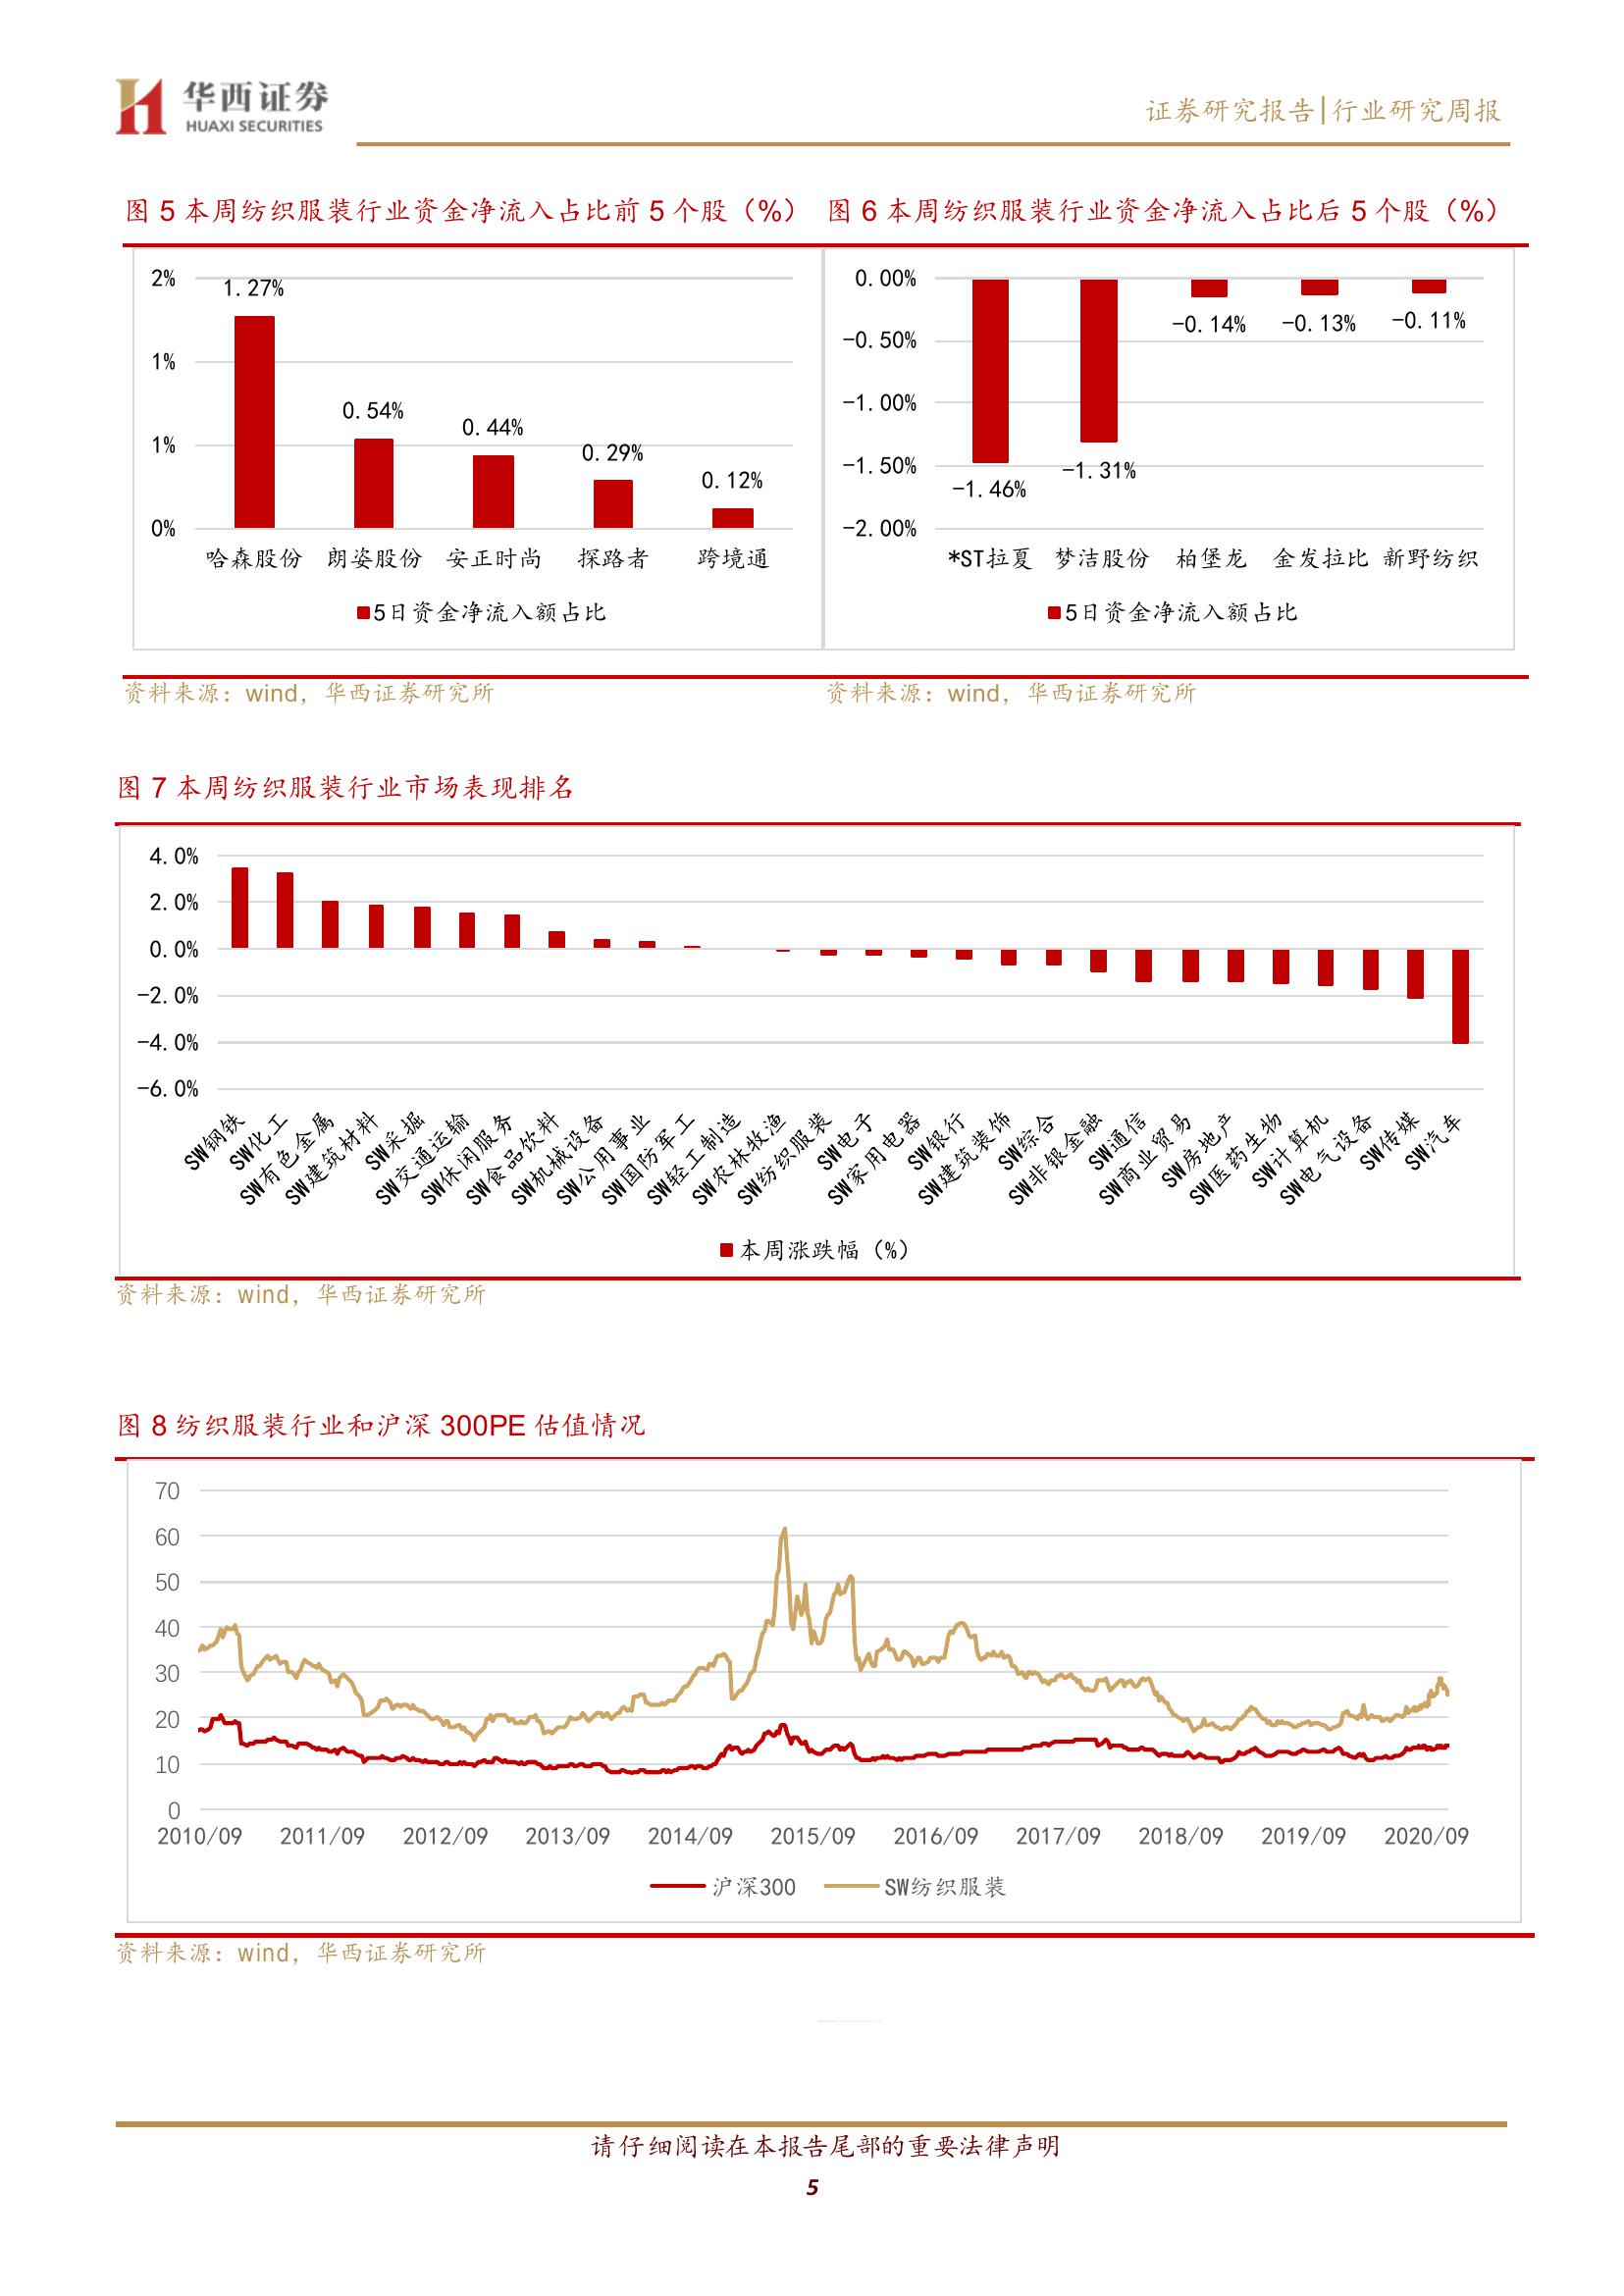 华西证券
HUAXI SECURITIES
证券研究报告|行业研究周报
图 5 本周纺织服装行业资金净流入占比前 5 个股（%）
2%
1%
1%
0%
1.27%
0.54%
0.44%
0.29%
0.12%
哈森股份 朗姿股份 安正时尚 探路者 跨境通
5日资金净流入额占比
资料来源：wind，华西证券研究所
图 6 本周纺织服装行业资金净流入占比后 5 个股（%）
0.00%
-0.50%
-1.00%
-1.50%
-2.00%
-1.46%
-1.31%
-0.14%
-0.13%
-0.11%
*ST拉夏 梦洁股份 柏堡龙 金发拉比 新野纺织
5日资金净流入额占比
资料来源：wind，华西证券研究所
图 7 本周纺织服装行业市场表现排名
4.0%
2.0%
0.0%
-2.0%
-4.0%
-6.0%
SW钢铁
SW化工
SW有色金属
SW建筑材料
SW采掘
SW交通运输
SW休闲服务
SW食品饮料
SW机械设备
SW公用事业
SW国防军工
SW轻工制造
SW农林牧渔
SW纺织服装
SW电子
SW家用电器
SW银行
SW建筑装饰
SW综合
SW非银金融
SW通信
SW商业贸易
SW房地产
SW医药生物
SW计算机
SW电气设备
SW传媒
SW汽车
本周涨跌幅（%）
资料来源：wind，华西证券研究所
图 8 纺织服装行业和沪深 300PE 估值情况
70
60
50
40
30
20
10
0
2010/09 2011/09 2012/09 2013/09 2014/09 2015/09 2016/09 2017/09 2018/09 2019/09 2020/09
沪深300 SW纺织服装
资料来源：wind，华西证券研究所
请仔细阅读在本报告尾部的重要法律声明
5